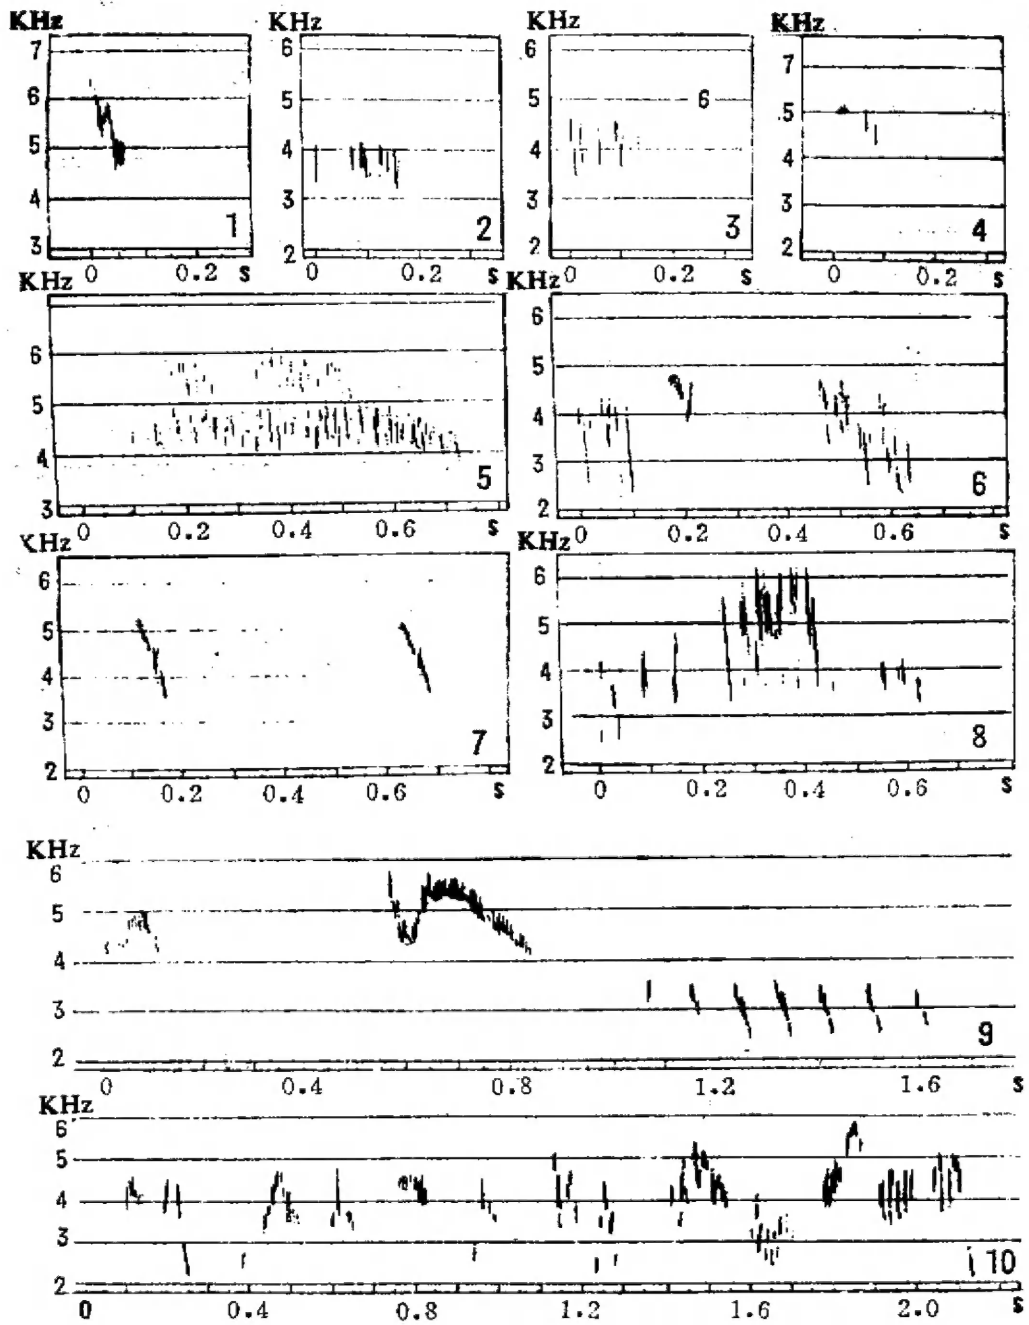 KHz KHz KHz KHz
7 6 6 7
6 5 5 6 5
5 4 4 4
4 3 3 3
3 2 2 2
1 2 3 4
0 0.2 s 0 0.2 s 0 0.2 s 0 0.2 s
KHz KHz
6 6
5 5
4 4
3 3
2
5 6
0 0.2 0.4 0.6 s 0 0.2 0.4 0.6 s
KHz KHz
6 6
5 5
4 4
3 3
2 2
7 8
0 0.2 0.4 0.6 s 0 0.2 0.4 0.6 s
KHz
6
5
4
3
2
9
0 0.4 0.8 1.2 1.6 s
KHz
6
5
4
3
2
10
0 0.4 0.8 1.2 1.6 2.0 s